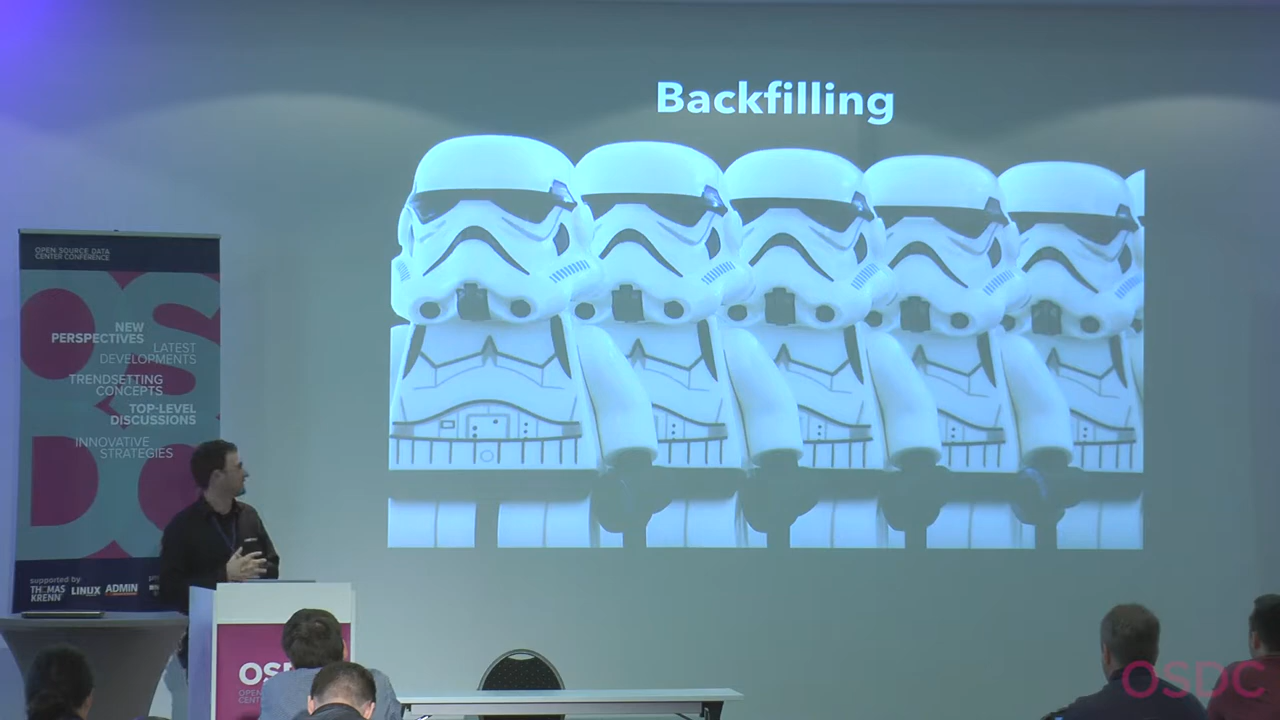 Backfilling
OPEN SOURCE DATA
CENTER CONFERENCE
NEW
PERSPECTIVES
LATEST
DEVELOPMENTS
TRENDSETTING
CONCEPTS
TOP-LEVEL
DISCUSSIONS
INNOVATIVE
STRATEGIES
supported by
THOMAS
KRENN
LINUX
ADMIN
OSDC